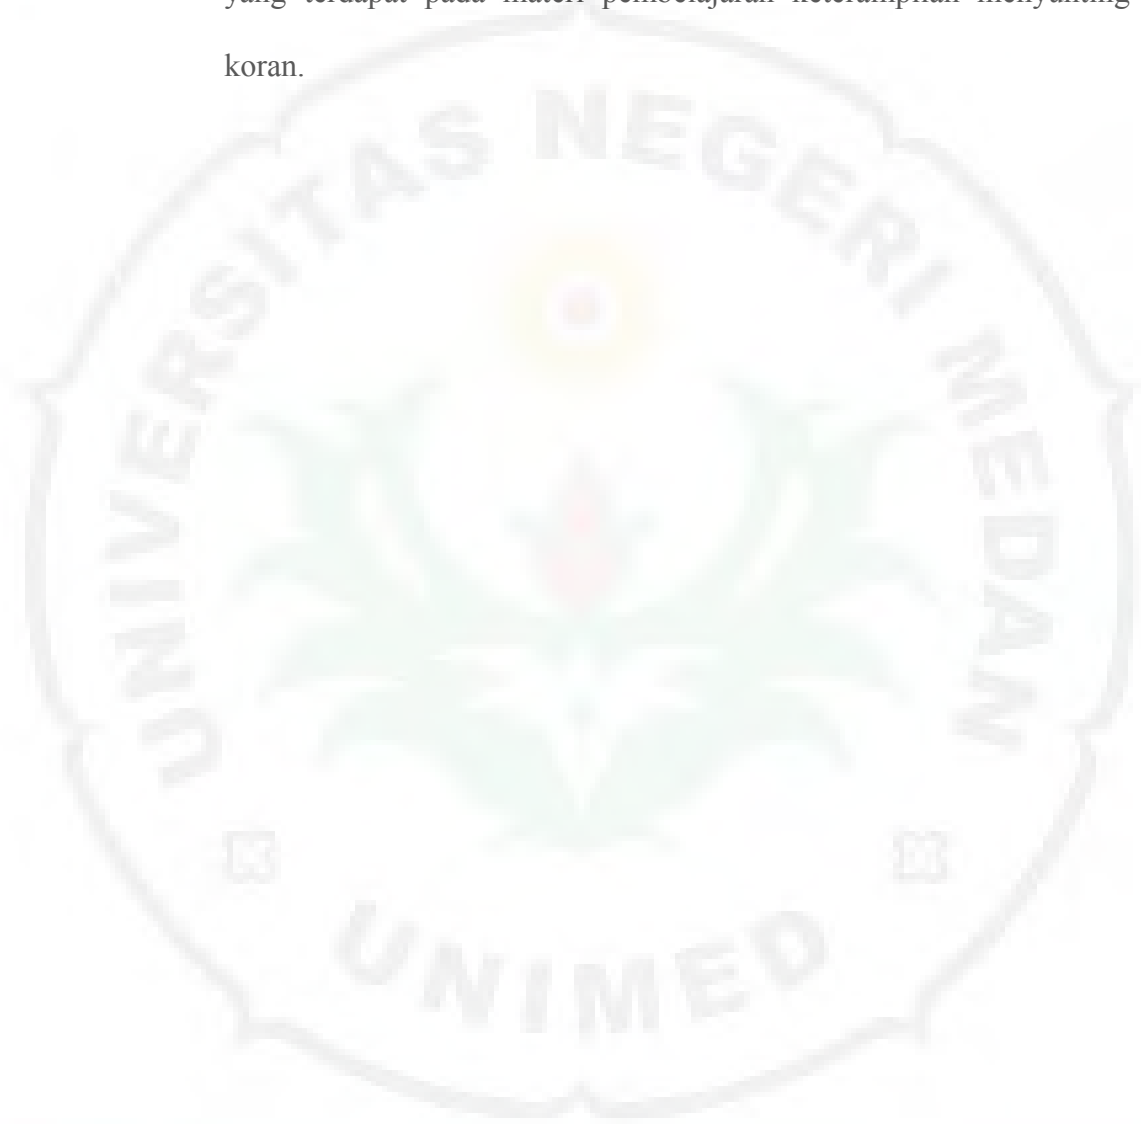 yang terdapat pada materi pembelajaran keterampilan menyunting
koran.
UNIVERSITAS NEGERI MEDAN
UNIMED